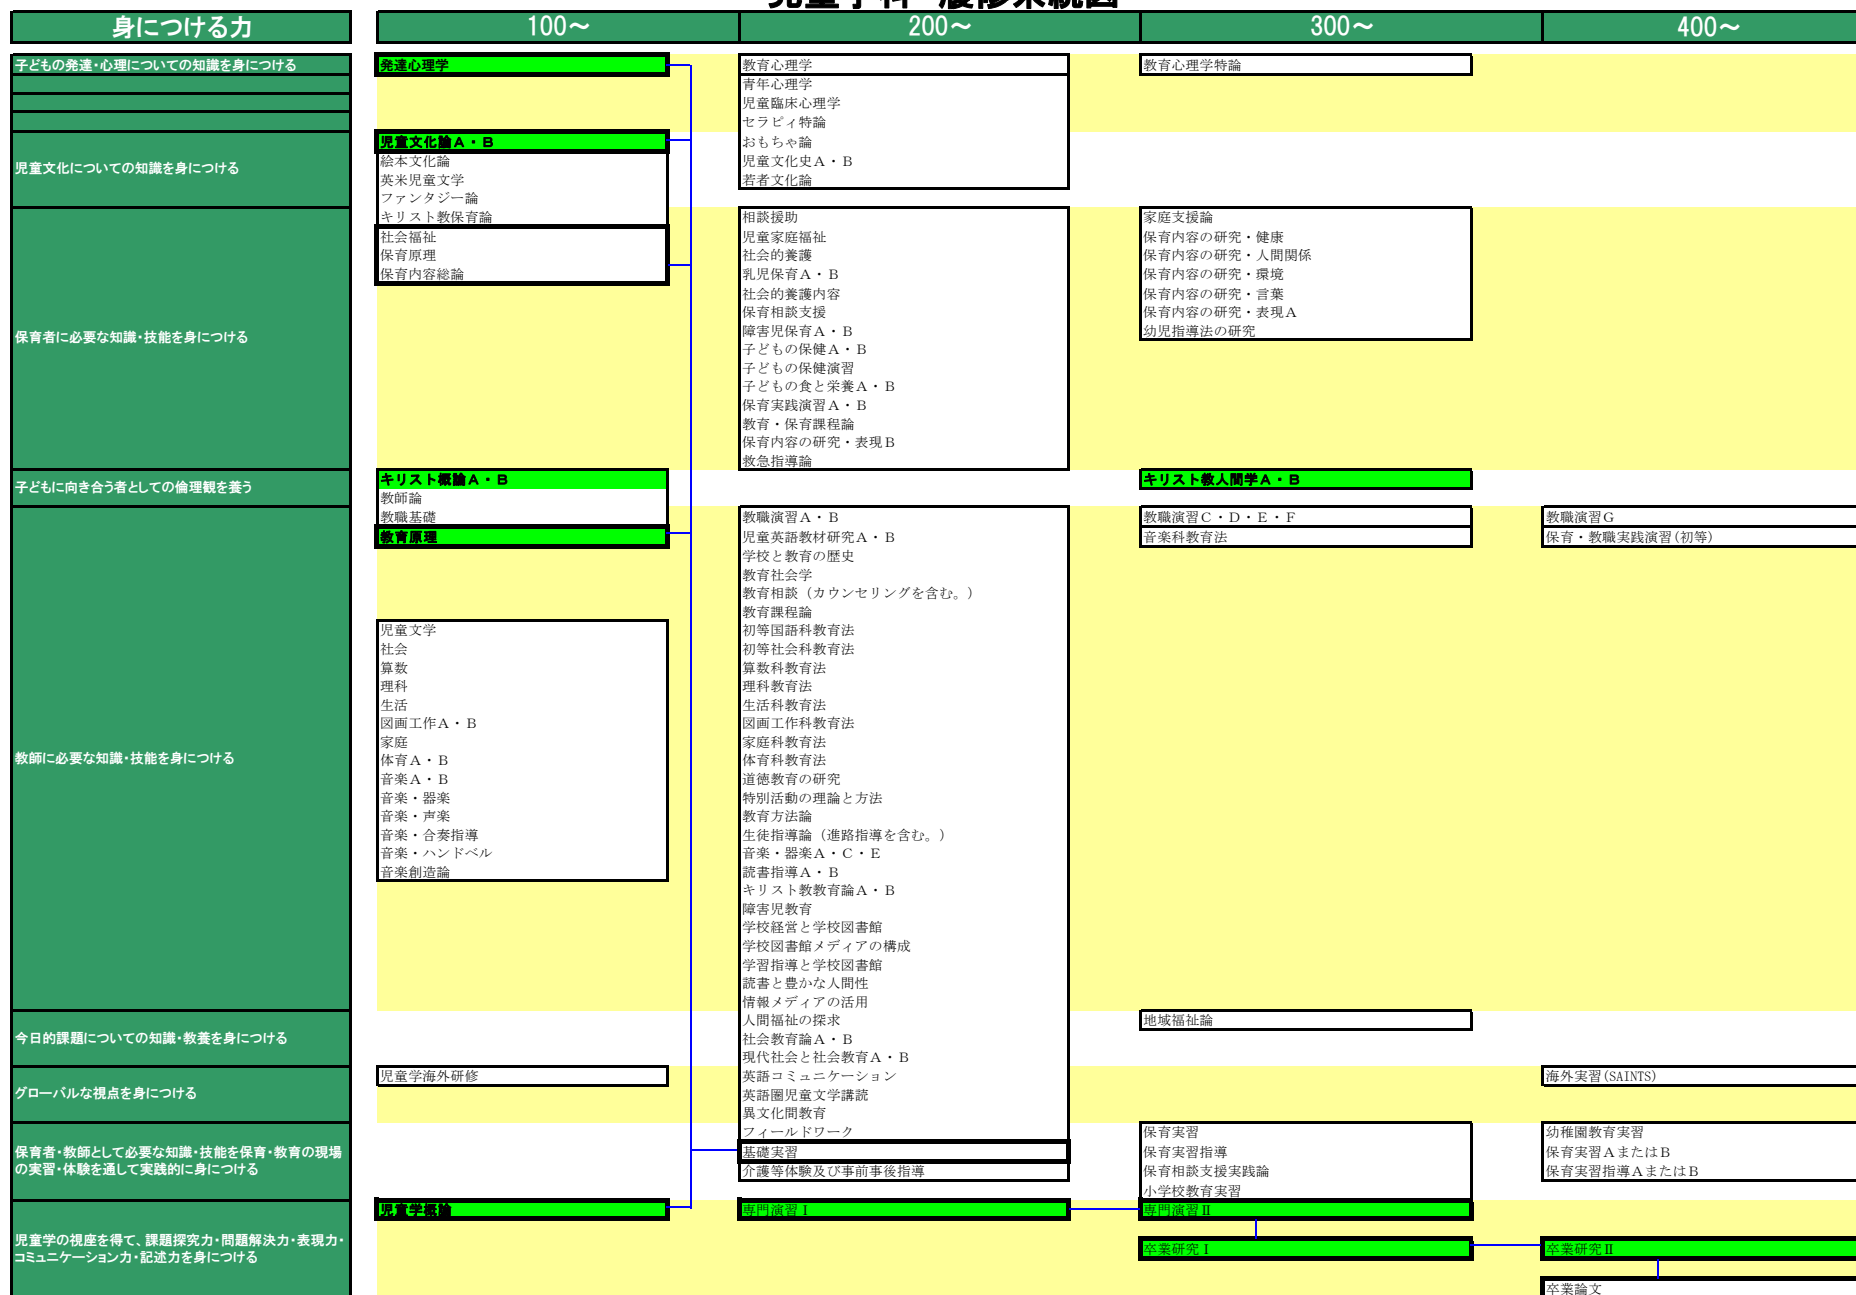 児童学科 履修系統図
身につける力
100～
200～
300～
400～
子どもの発達・心理についての知識を身につける
発達心理学
教育心理学
青年心理学
児童臨床心理学
セラピィ特論
おもちゃ論
児童文化史Ａ・Ｂ
若者文化論
教育心理学特論
児童文化についての知識を身につける
児童文化論Ａ・Ｂ
絵本文化論
英米児童文学
ファンタジー論
キリスト教保育論
社会福祉
保育原理
保育内容総論
保育者に必要な知識・技能を身につける
相談援助
児童家庭福祉
社会的養護
乳児保育Ａ・Ｂ
社会的養護内容
保育相談支援
障害児保育Ａ・Ｂ
子どもの保健Ａ・Ｂ
子どもの保健演習
子どもの食と栄養Ａ・Ｂ
保育実践演習Ａ・Ｂ
教育・保育課程論
保育内容の研究・表現Ｂ
救急指導論
家庭支援論
保育内容の研究・健康
保育内容の研究・人間関係
保育内容の研究・環境
保育内容の研究・言葉
保育内容の研究・表現Ａ
幼児指導法の研究
子どもに向き合う者としての倫理観を養う
キリスト概論Ａ・Ｂ
教師論
教職基礎
教育原理
キリスト教人間学Ａ・Ｂ
教師に必要な知識・技能を身につける
児童文学
社会
算数
理科
生活
図画工作Ａ・Ｂ
家庭
体育Ａ・Ｂ
音楽Ａ・Ｂ
音楽・器楽
音楽・声楽
音楽・合奏指導
音楽・ハンドベル
音楽創造論
教職演習Ａ・Ｂ
児童英語教材研究Ａ・Ｂ
学校と教育の歴史
教育社会学
教育相談（カウンセリングを含む。）
教育課程論
初等国語科教育法
初等社会科教育法
算数科教育法
理科教育法
生活科教育法
図画工作科教育法
家庭科教育法
体育科教育法
道徳教育の研究
特別活動の理論と方法
教育方法論
生徒指導論（進路指導を含む。）
音楽・器楽Ａ・Ｃ・Ｅ
読書指導Ａ・Ｂ
キリスト教教育論Ａ・Ｂ
障害児教育
学校経営と学校図書館
学校図書館メディアの構成
学習指導と学校図書館
読書と豊かな人間性
情報メディアの活用
人間福祉の探求
社会教育論Ａ・Ｂ
現代社会と社会教育Ａ・Ｂ
英語コミュニケーション
英語圏児童文学講読
異文化間教育
フィールドワーク
基礎実習
介護等体験及び事前事後指導
教職演習Ｃ・Ｄ・Ｅ・Ｆ
音楽科教育法
教職演習Ｇ
保育・教職実践演習(初等)
今日的課題についての知識・教養を身につける
地域福祉論
グローバルな視点を身につける
児童学海外研修
海外実習(SAINTS)
保育者・教師として必要な知識・技能を保育・教育の現場
の実習・体験を通して実践的に身につける
保育実習
保育実習指導
保育相談支援実践論
小学校教育実習
幼稚園教育実習
保育実習ＡまたはＢ
保育実習指導ＡまたはＢ
児童学の視座を得て、課題探究力・問題解決力・表現力・
コミュニケーション力・記述力を身につける
児童学概論
専門演習Ⅰ
専門演習Ⅱ
卒業研究Ⅰ
卒業研究Ⅱ
卒業論文